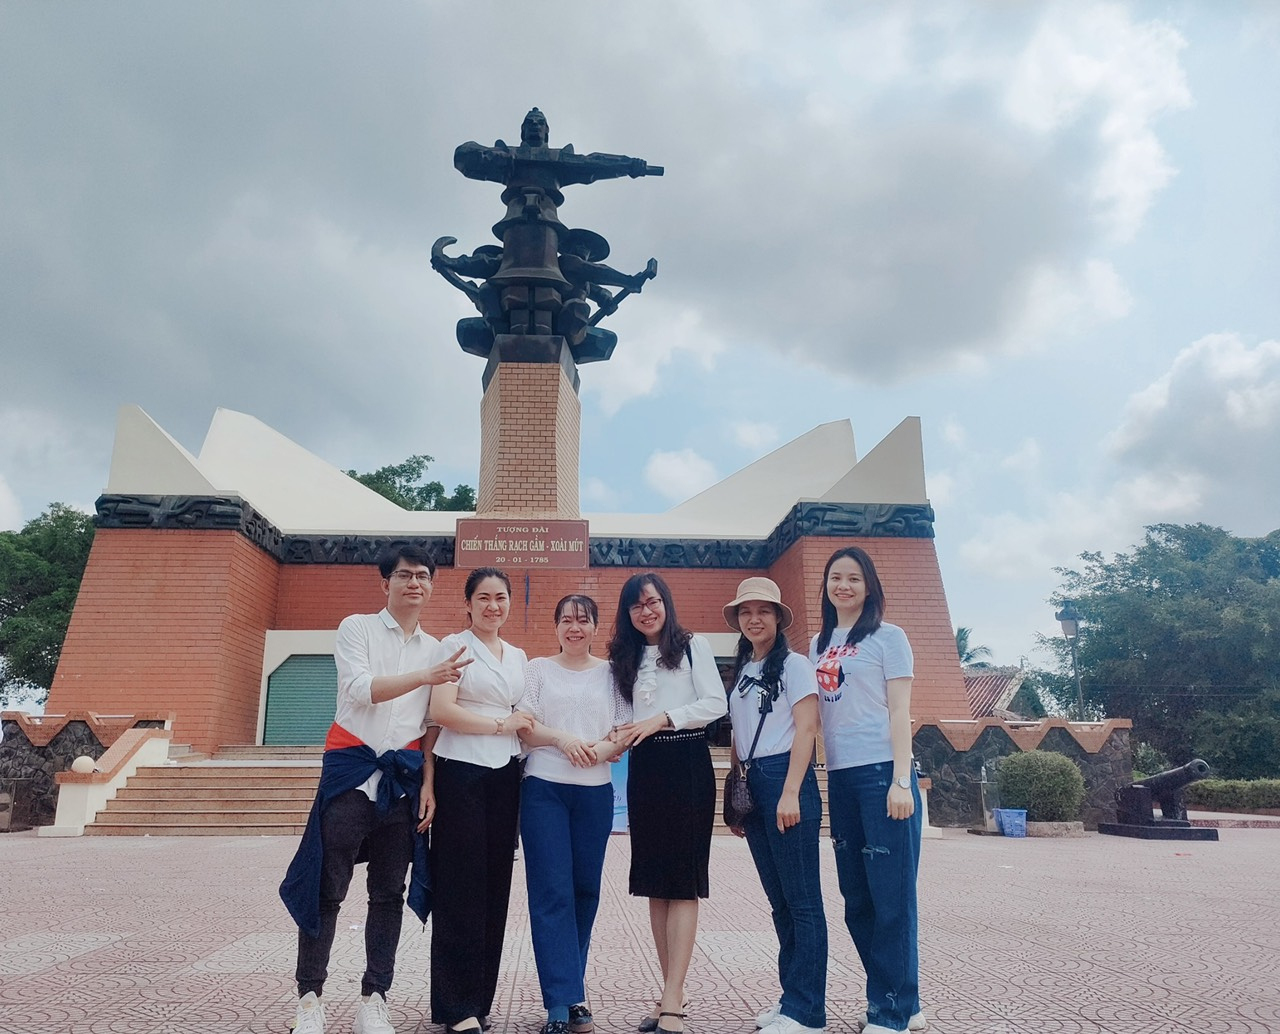 TƯỢNG ĐÀI
CHIẾN THẮNG RẠCH GẦM - XOÀI MÚT
20 - 01 - 1785